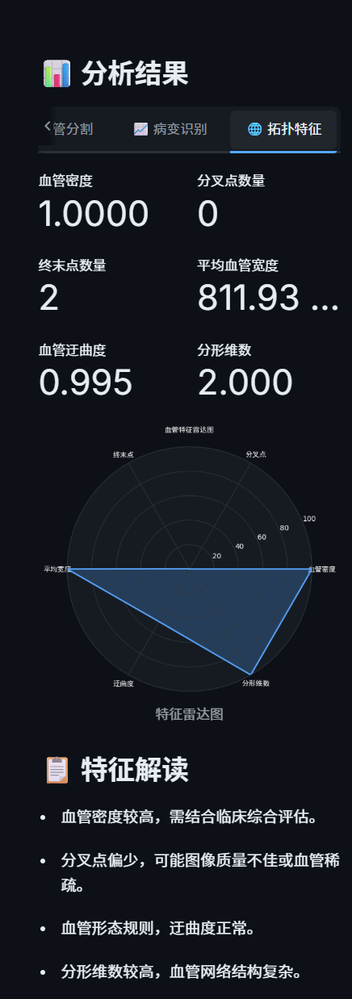 📊 分析结果
管分割 📈 病变识别 🌐 拓扑特征
血管密度 分叉点数量
1.0000 0
终末点数量 平均血管宽度
2 811.93 ...
血管迂曲度 分形维数
0.995 2.000
血管特征雷达图
终末点 分叉点
100
80
60
40
20
平均宽度 血管密度
迂曲度 分形维数
特征雷达图
📋 特征解读
• 血管密度较高，需结合临床综合评估。
• 分叉点偏少，可能图像质量不佳或血管稀
疏。
• 血管形态规则，迂曲度正常。
• 分形维数较高，血管网络结构复杂。